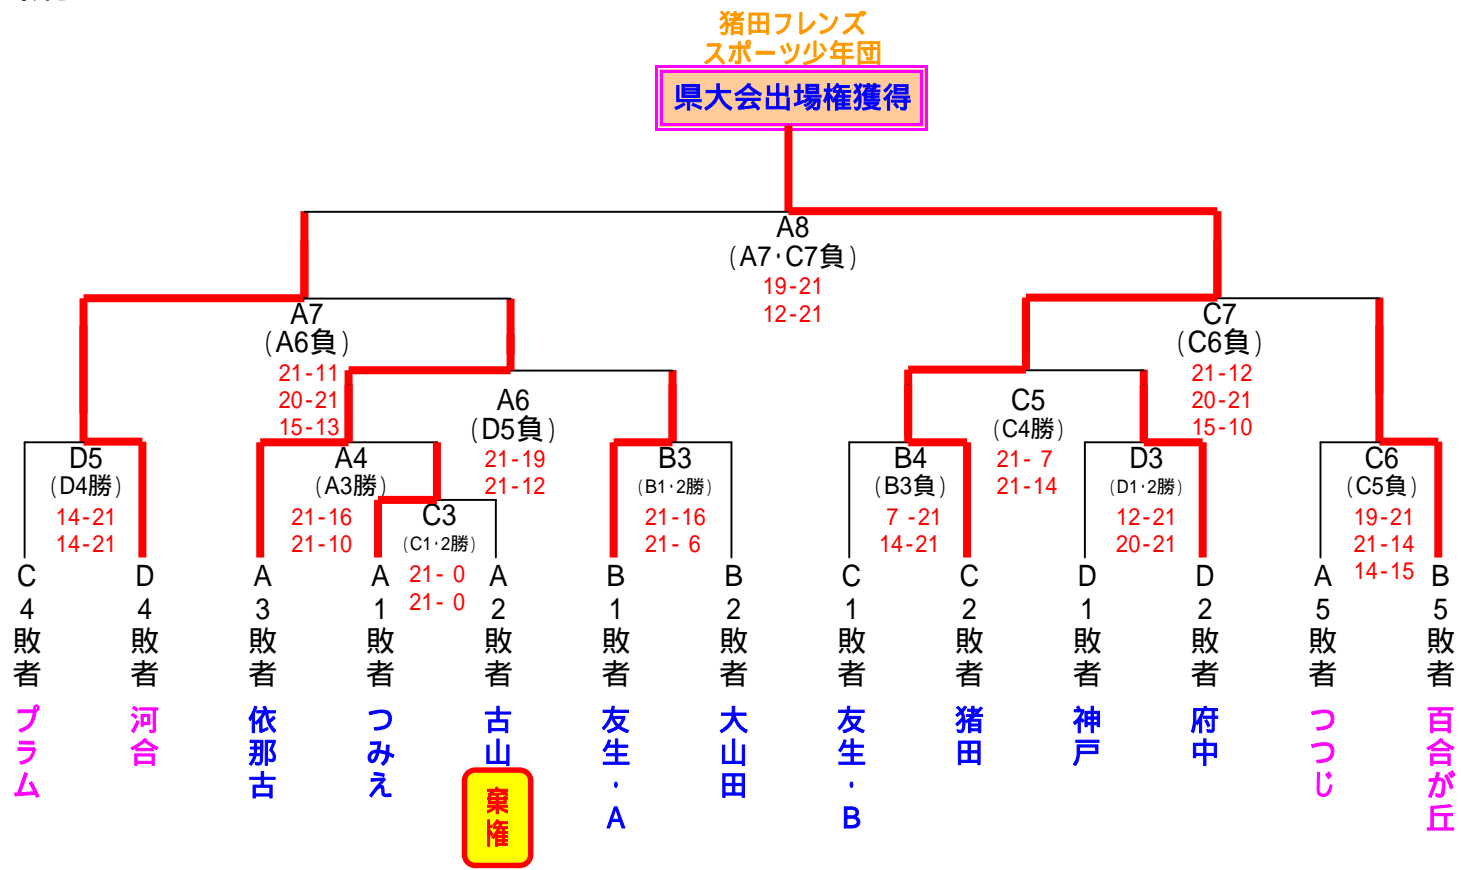 猪田フレンズ
スポーツ少年団
県大会出場権獲得
A8
(A7・C7負)
19-21
12-21
A7
(A6負)
21-11
20-21
15-13
C7
(C6負)
21-12
20-21
15-10
A6
(D5負)
21-19
21-12
C5
(C4勝)
21- 7
21-14
D5
(D4勝)
14-21
14-21
A4
(A3勝)
21-16
21-10
C3
(C1・2勝)
21- 0
21- 0
B3
(B1・2勝)
21-16
21- 6
B4
(B3負)
7 -21
14-21
D3
(D1・2勝)
12-21
20-21
C6
(C5負)
19-21
21-14
14-15
C4敗者
プラム
D4敗者
河合
A3敗者
依那古
A1敗者
つみえ
A2敗者
古山
棄権
B1敗者
友生・A
B2敗者
大山田
C1敗者
友生・B
C2敗者
猪田
D1敗者
神戸
D2敗者
府中
A5敗者
つつじ
B5敗者
百合が丘